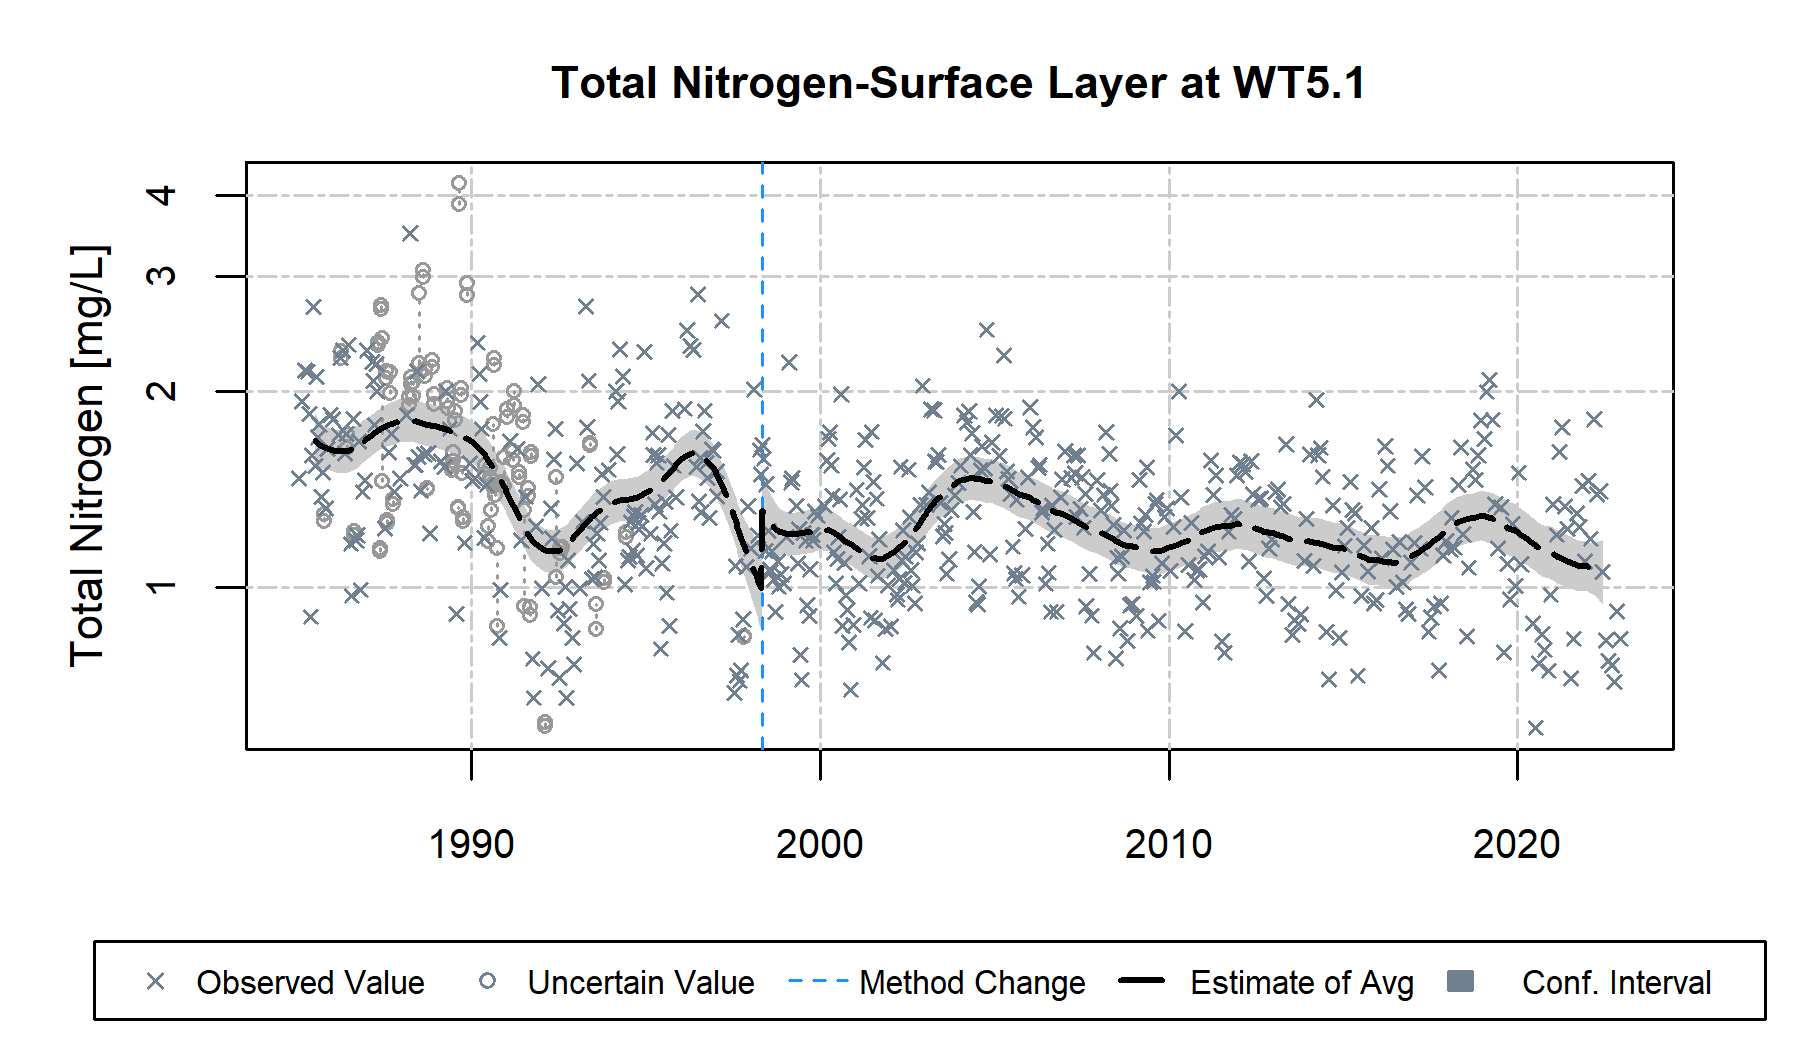 Total Nitrogen-Surface Layer at WT5.1
Total Nitrogen [mg/L]
4
3
2
1
1990 2000 2010 2020
Observed Value Uncertain Value Method Change Estimate of Avg Conf. Interval